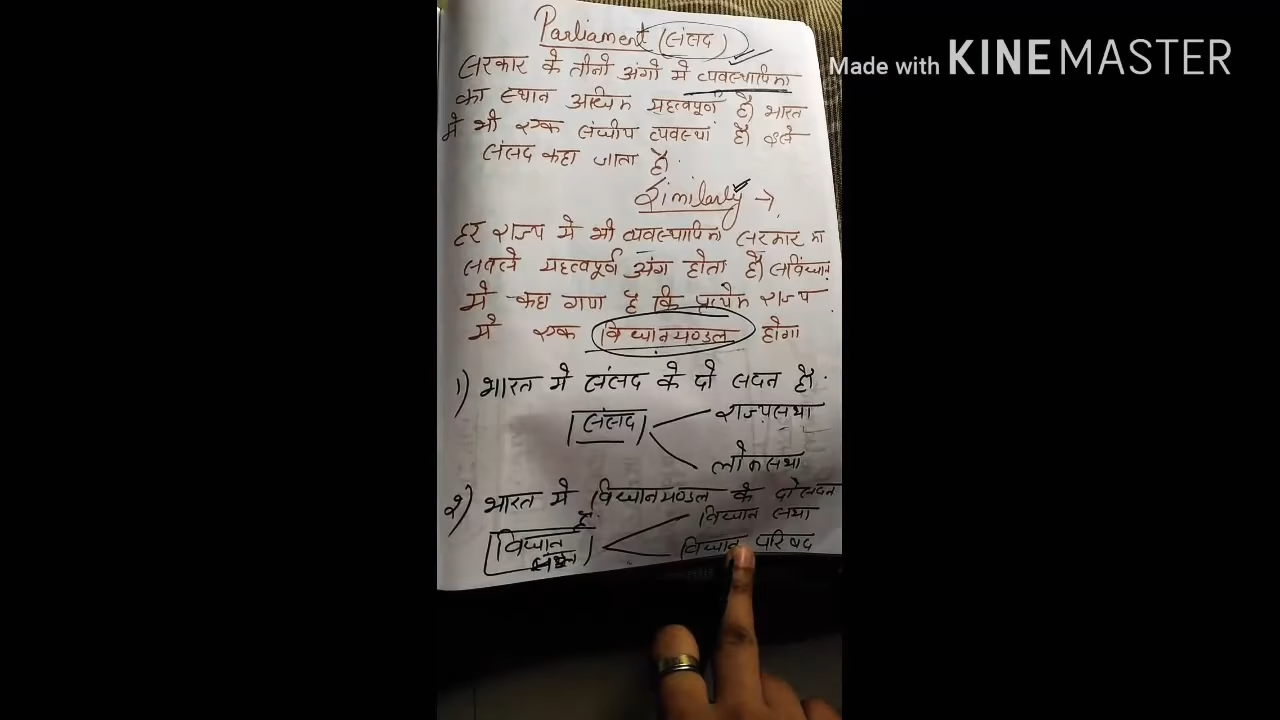 Parliament (संसद)
Made with KINEMASTER
सरकार के तीनो अंगो मे व्यवस्थापिका
का स्थान अधिक महत्वपूर्ण है। भारत
मे भी एक संघीय व्यवस्था है। इसे
संसद कहा जाता है.
Similarly →
हर राज्य मे भी व्यवस्थापिका सरकार का
सबसे महत्वपूर्ण अंग होता है। सविंधान
मे कहा गया है कि प्रत्येक राज्य
मे एक विधानमण्डल होगा
1) भारत मे संसद के दो सदन है।
संसद राज्यसभा
लोकसभा
२) भारत मे विधानमण्डल के दो सदन
है. विधान सभा
विधान विधान परिषद